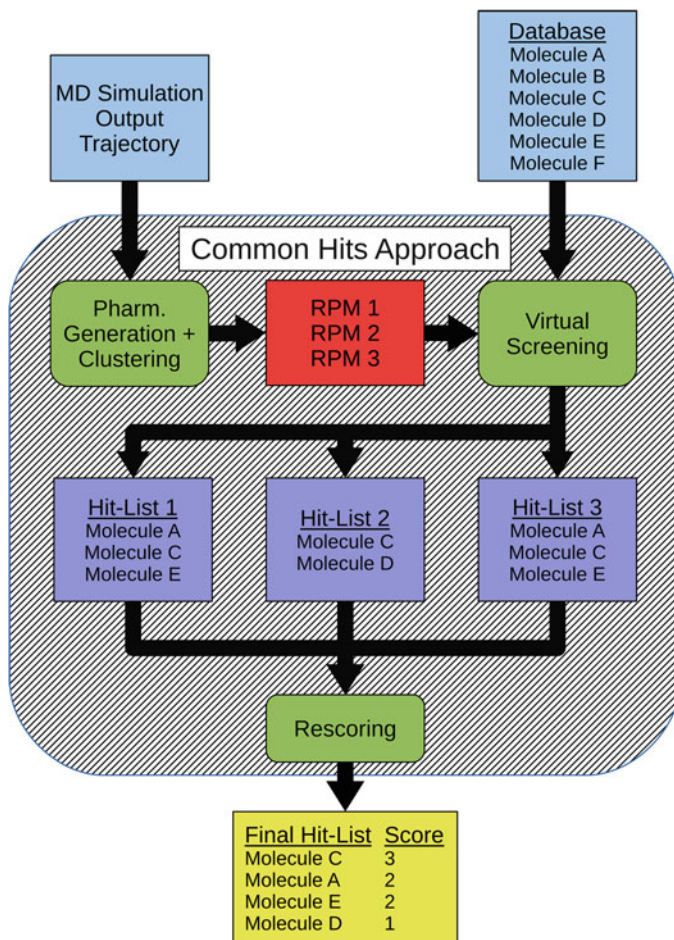 MD Simulation
Output
Trajectory
Database
Molecule A
Molecule B
Molecule C
Molecule D
Molecule E
Molecule F
Common Hits Approach
Pharm.
Generation +
Clustering
RPM 1
RPM 2
RPM 3
Virtual
Screening
Hit-List 1
Molecule A
Molecule C
Molecule E
Hit-List 2
Molecule C
Molecule D
Hit-List 3
Molecule A
Molecule C
Molecule E
Rescoring
Final Hit-List Score
Molecule C 3
Molecule A 2
Molecule E 2
Molecule D 1